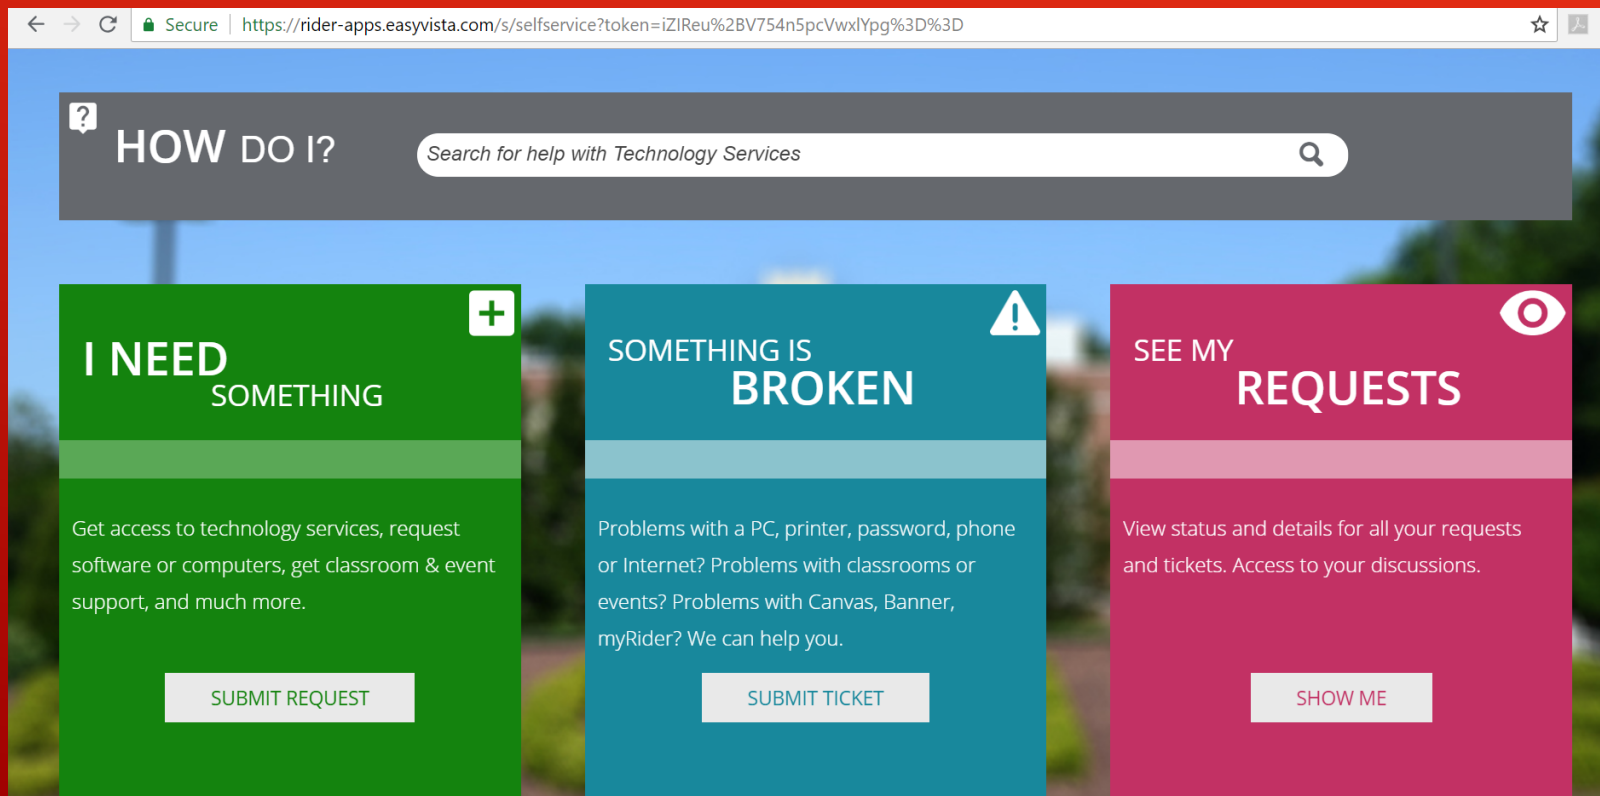 Secure https://rider-apps.easyvista.com/s/selfservice?token=iZIReu%2BV754n5pcVwxlYpg%3D%3D
?
HOW DO I?
Search for help with Technology Services
I NEED
SOMETHING
Get access to technology services, request
software or computers, get classroom & event
support, and much more.
SUBMIT REQUEST
SOMETHING IS
BROKEN
Problems with a PC, printer, password, phone
or Internet? Problems with classrooms or
events? Problems with Canvas, Banner,
myRider? We can help you.
SUBMIT TICKET
SEE MY
REQUESTS
View status and details for all your requests
and tickets. Access to your discussions.
SHOW ME